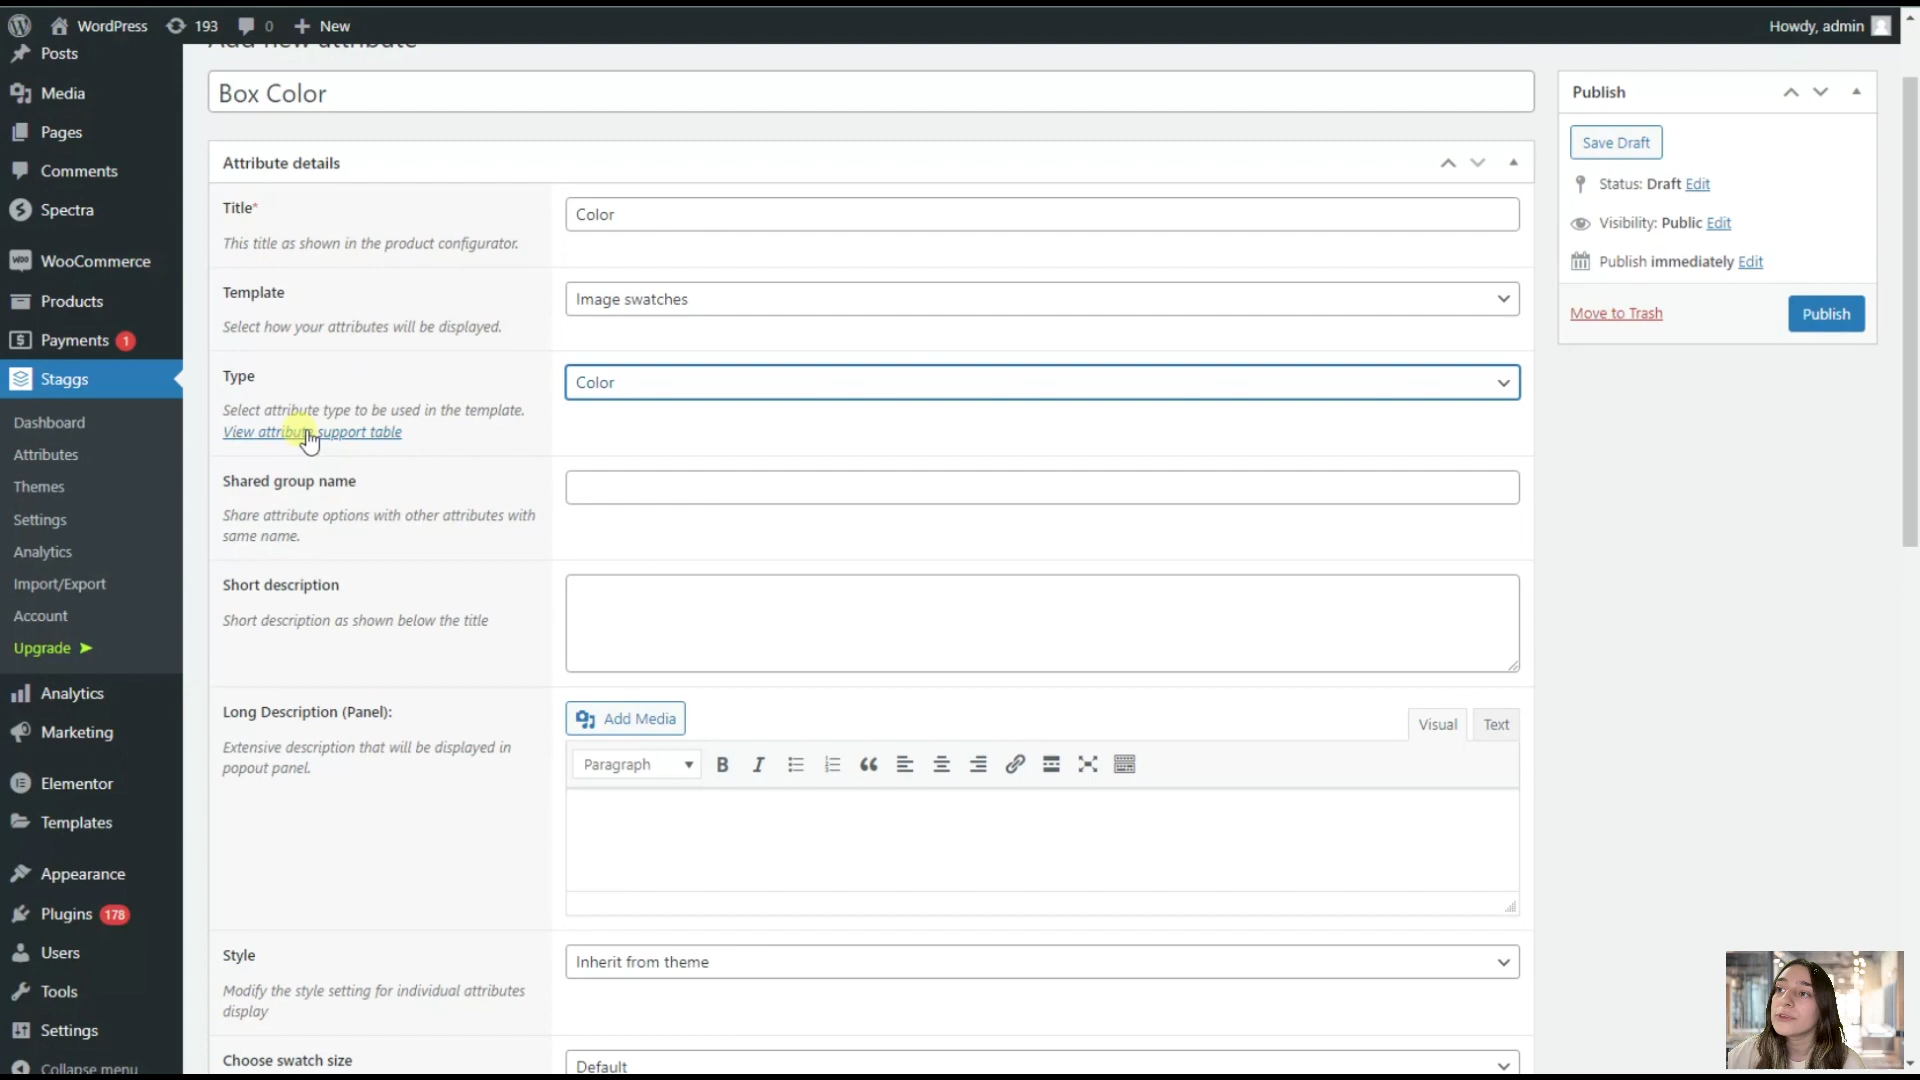 WordPress 193 0 New Howdy, admin
Add new attribute
Posts
Media
Pages
Comments
Spectra
WooCommerce
Products
Payments 1
Staggs
Dashboard
Attributes
Themes
Settings
Analytics
Import/Export
Account
Upgrade ➤
Analytics
Marketing
Elementor
Templates
Appearance
Plugins 178
Users
Tools
Settings
Collapse menu
Box Color
Attribute details
Title*
This title as shown in the product configurator.
Color
Template
Select how your attributes will be displayed.
Image swatches
Type
Select attribute type to be used in the template.
View attribute support table
Color
Shared group name
Share attribute options with other attributes with
same name.
Short description
Short description as shown below the title
Long Description (Panel):
Extensive description that will be displayed in
popout panel.
Add Media
Visual Text
Paragraph
Style
Modify the style setting for individual attributes
display
Inherit from theme
Choose swatch size
Default
Publish
Save Draft
Status: Draft Edit
Visibility: Public Edit
Publish immediately Edit
Move to Trash
Publish